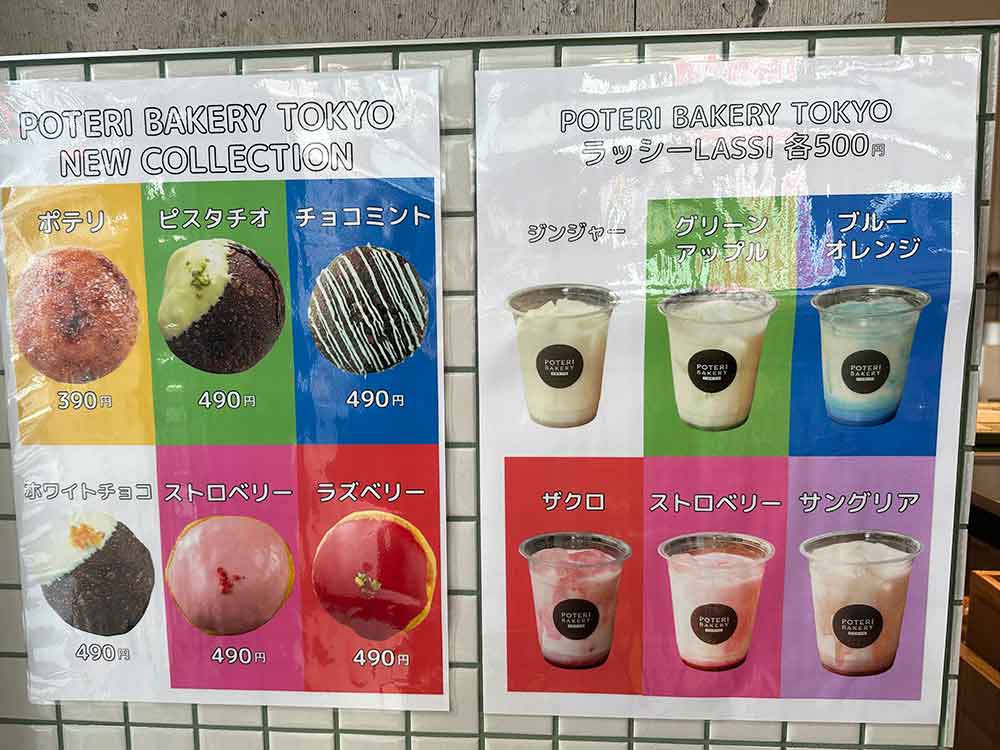 POTERI BAKERY TOKYO
NEW COLLECTION
ポテリ
ピスタチオ
チョコミント
390円
490円
490円
ホワイトチョコ
ストロベリー
ラズベリー
490円
490円
490円
POTERI BAKERY TOKYO
ラッシーLASSI 各500円
ジンジャー
グリーン
アップル
ブルー
オレンジ
POTERI
BAKERY
POTERI
BAKERY
POTERI
BAKERY
ザクロ
ストロベリー
サングリア
POTERI
BAKERY
POTERI
BAKERY
POTERI
BAKERY